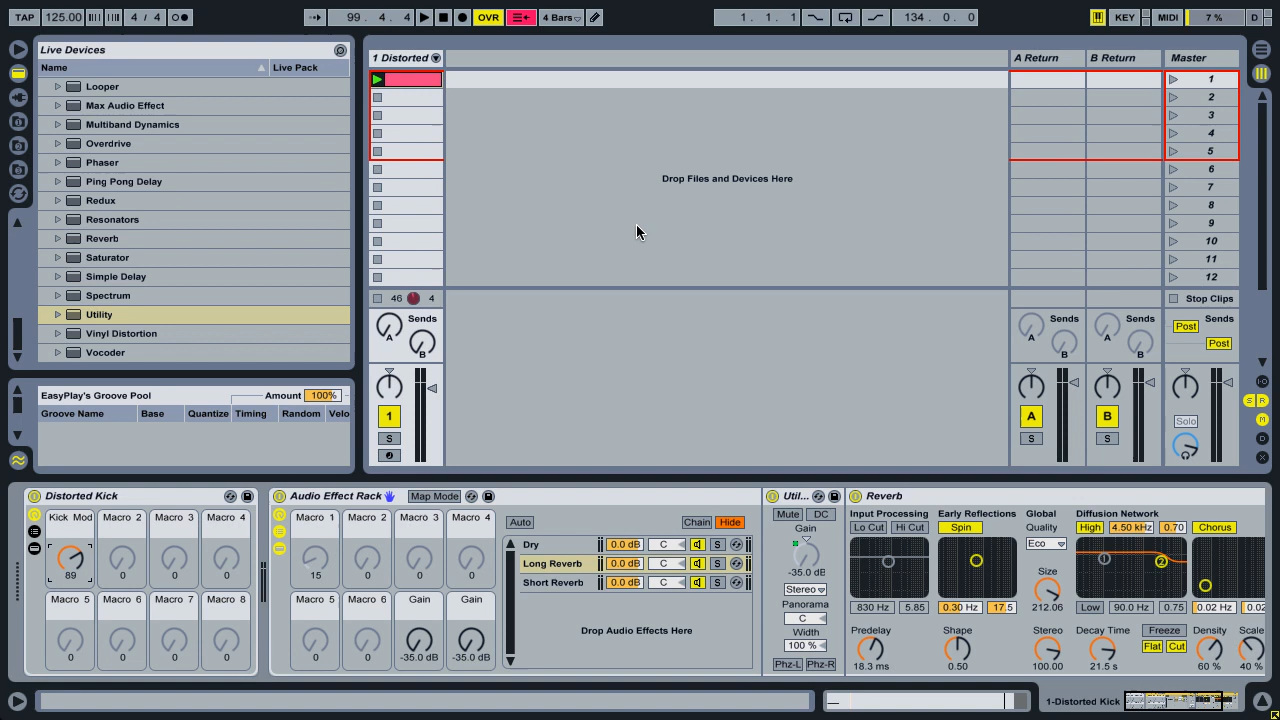 TAP 125.00 4 / 4 99. 4. 4 OVR 4 Bars 1. 1. 1 134. 0. 0 KEY MIDI 7 % D
Live Devices
Name Live Pack
Looper
Max Audio Effect
Multiband Dynamics
Overdrive
Phaser
Ping Pong Delay
Redux
Resonators
Reverb
Saturator
Simple Delay
Spectrum
Utility
Vinyl Distortion
Vocoder
EasyPlay's Groove Pool Amount 100%
Groove Name Base Quantize Timing Random Velo
1 Distorted A Return B Return Master
1
2
3
4
5
6
7
8
9
10
11
12
Drop Files and Devices Here
46 4 Stop Clips
Sends Sends Sends Sends
A B A B A B Post
Post
1 A B Solo
S S S
S R
M
D
X
Distorted Kick
Kick Mod Macro 2 Macro 3 Macro 4
89 0 0 0
Macro 5 Macro 6 Macro 7 Macro 8
0 0 0 0
Audio Effect Rack Map Mode
Macro 1 Macro 2 Macro 3 Macro 4
15 0 0 0
Macro 5 Macro 6 Gain Gain
0 0 -35.0 dB -35.0 dB
Auto Chain Hide
Dry 0.0 dB C S
Long Reverb 0.0 dB C S
Short Reverb 0.0 dB C S
Drop Audio Effects Here
Util...
Mute DC
Gain
-35.0 dB
Stereo
Panorama
C
Width
100 %
Phz-L Phz-R
Reverb
Input Processing Early Reflections Global Diffusion Network
Lo Cut Hi Cut Spin Quality High 4.50 kHz 0.70 Chorus
Eco 1 2
Size
830 Hz 5.85 0.30 Hz 17.5 212.06 Low 90.0 Hz 0.75 0.02 Hz 0.02
Predelay Shape Stereo Decay Time Freeze Density Scale
Flat Cut
18.3 ms 0.50 100.00 21.5 s 60 % 40 %
1-Distorted Kick